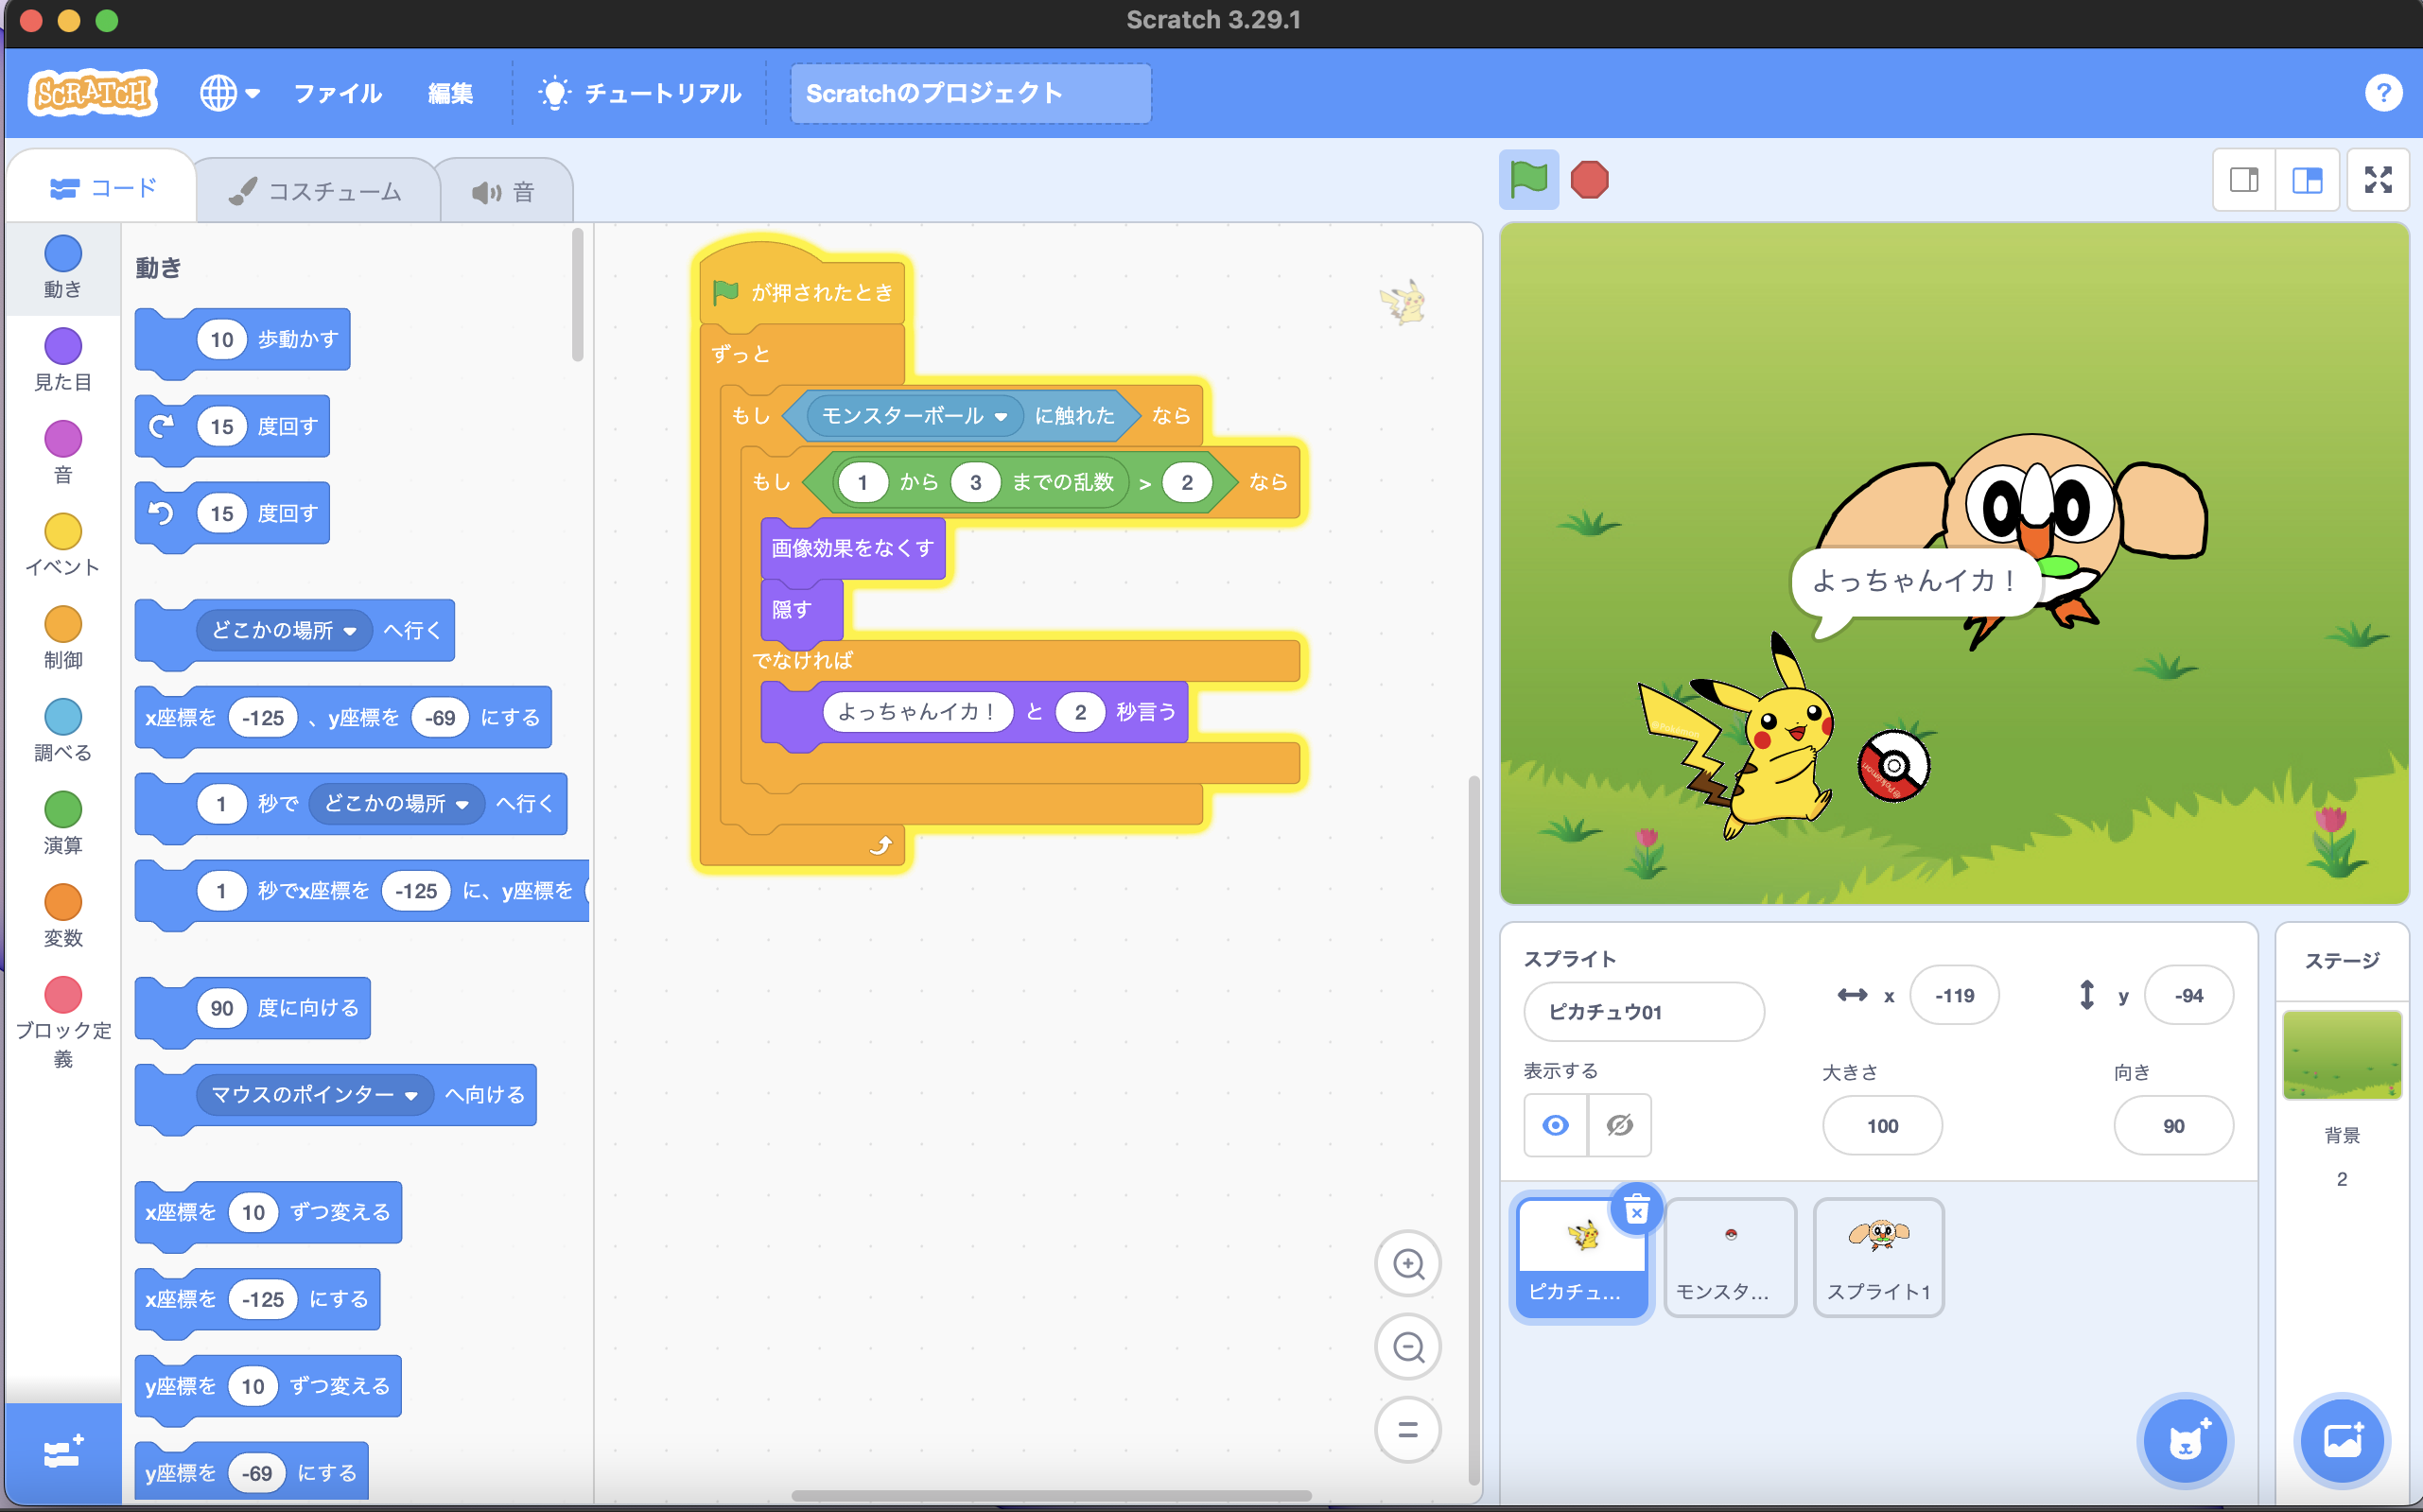 Scratch 3.29.1
SCRATCH ファイル 編集 チュートリアル Scratchのプロジェクト ?
コード コスチューム 音
動き
見た目
音
イベント
制御
調べる
演算
変数
ブロック定
義
動き
10 歩動かす
15 度回す
15 度回す
どこかの場所 へ行く
x座標を -125 、y座標を -69 にする
1 秒で どこかの場所 へ行く
1 秒でx座標を -125 に、y座標を
90 度に向ける
マウスのポインター へ向ける
x座標を 10 ずつ変える
x座標を -125 にする
y座標を 10 ずつ変える
y座標を -69 にする
が押されたとき
ずっと
もし モンスターボール に触れた なら
もし 1 から 3 までの乱数 > 2 なら
画像効果をなくす
隠す
でなければ
よっちゃんイカ！ と 2 秒言う
よっちゃんイカ！
スプライト
ピカチュウ01 x -119 y -94
表示する 大きさ 100 向き 90
ピカチュ... モンスタ... スプライト1
ステージ
背景
2